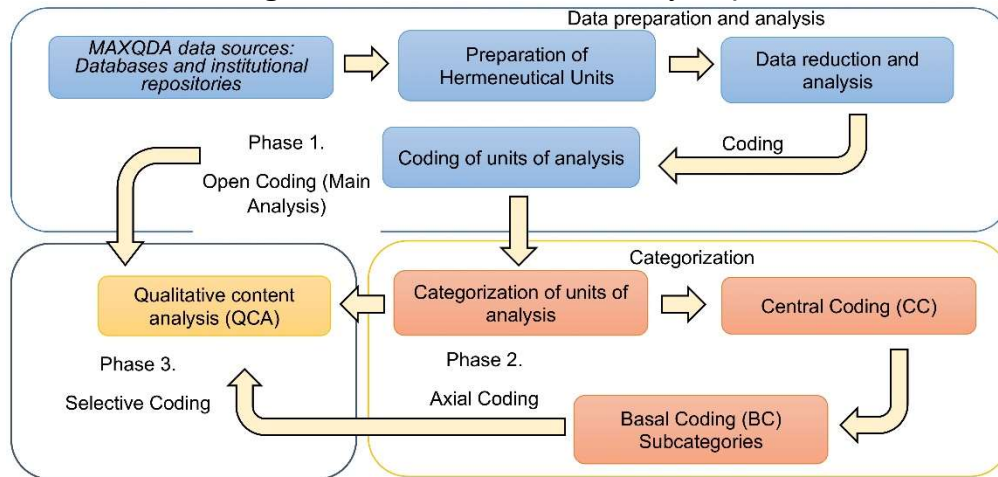 Data preparation and analysis
MAXQDA data sources:
Databases and institutional
repositories
Preparation of
Hermeneutical Units
Data reduction and
analysis
Phase 1.
Open Coding (Main
Analysis)
Coding of units of analysis
Coding
Categorization
Qualitative content
analysis (QCA)
Categorization of units of
analysis
Central Coding (CC)
Phase 3.
Selective Coding
Phase 2.
Axial Coding
Basal Coding (BC)
Subcategories